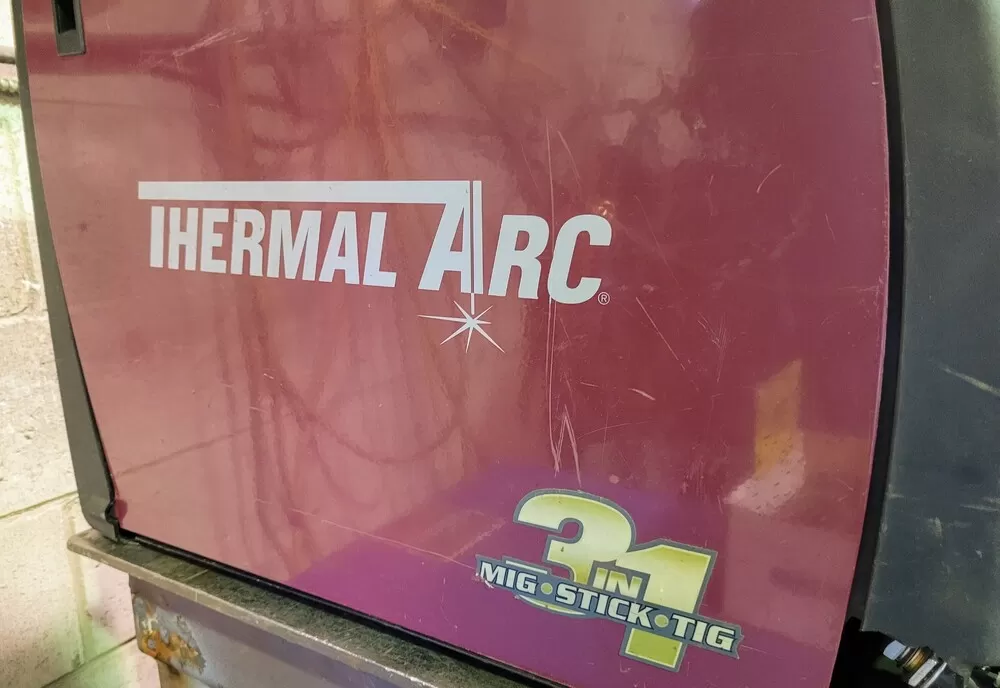 THERMAL ARC®
3 IN 1
MIG•STICK•TIG